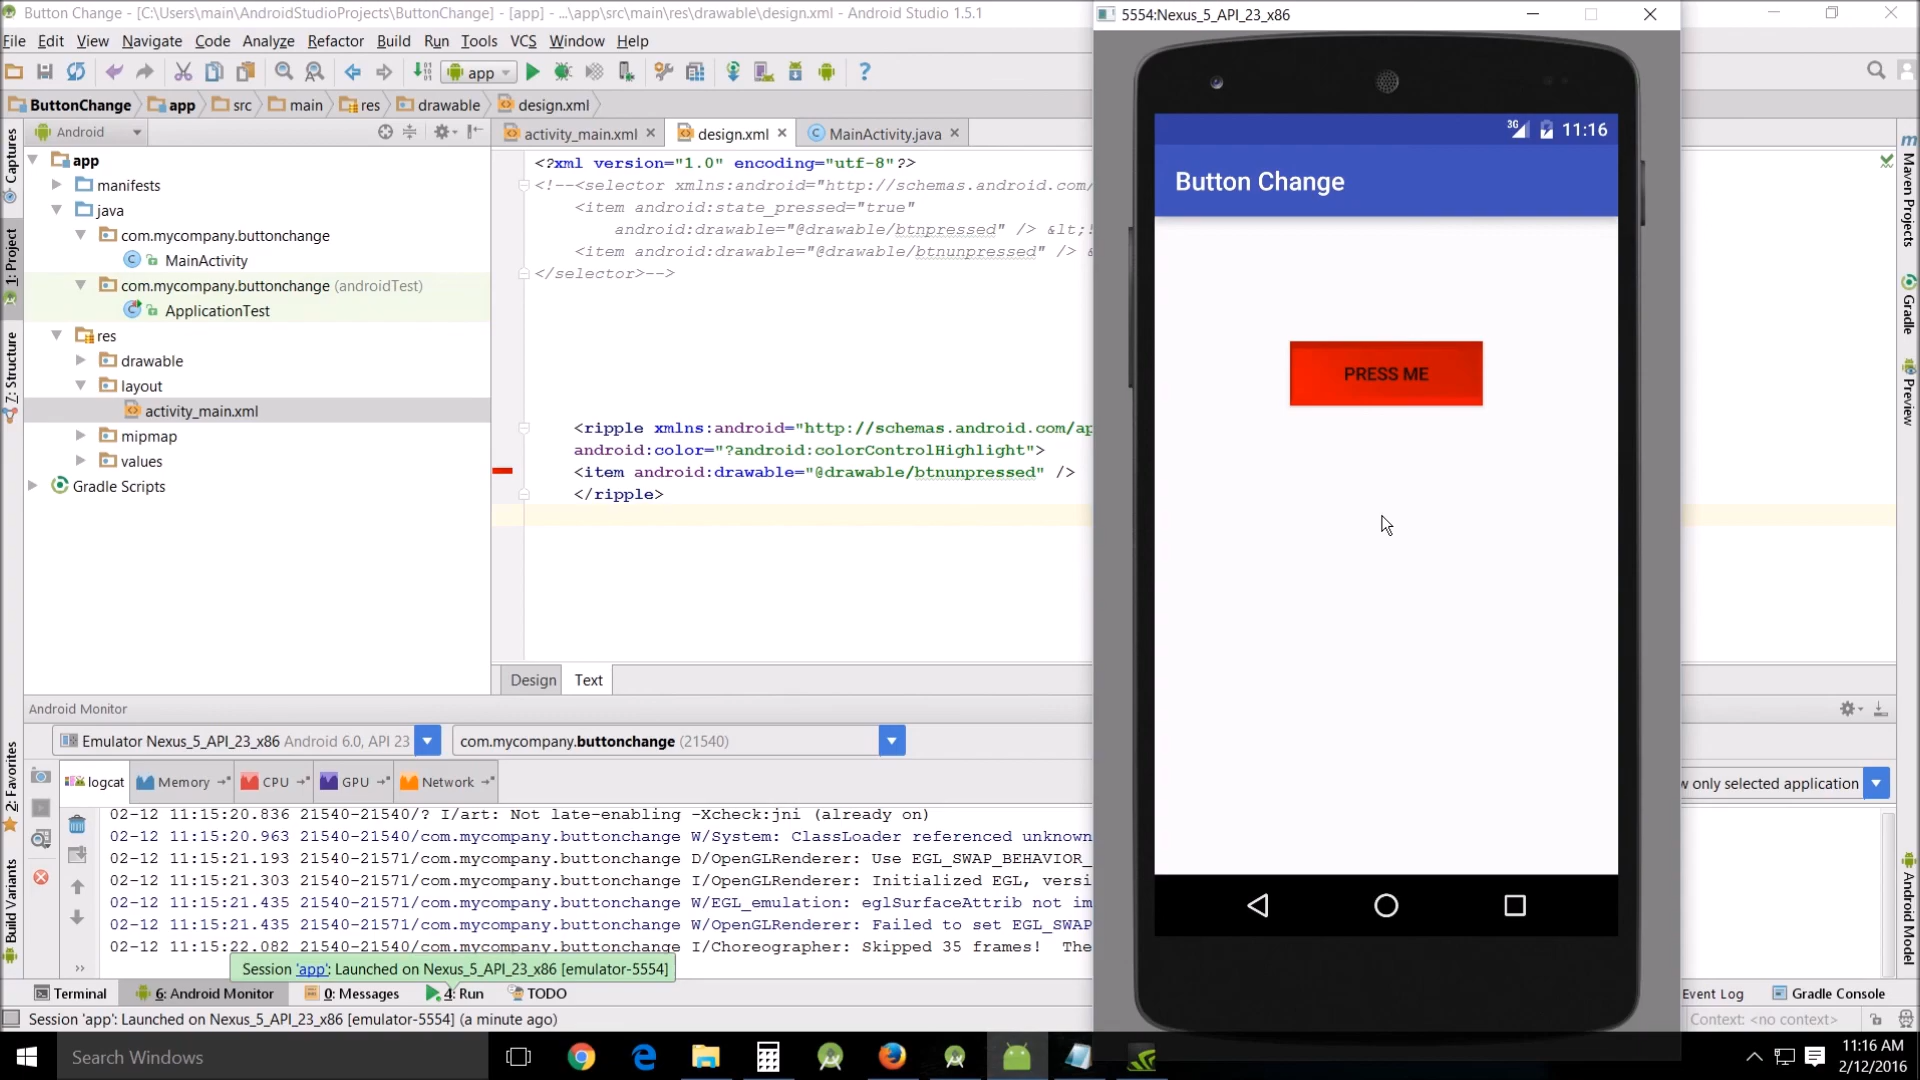 Button Change - [C:\Users\main\AndroidStudioProjects\ButtonChange] - [app] - ...\app\src\main\res\drawable\design.xml - Android Studio 1.5.1
5554:Nexus_5_API_23_x86
File Edit View Navigate Code Analyze Refactor Build Run Tools VCS Window Help
app
ButtonChange app src main res drawable design.xml
Android
activity_main.xml design.xml MainActivity.java
Captures
1: Project
Z: Structure
2: Favorites
Build Variants
app
manifests
java
com.mycompany.buttonchange
MainActivity
com.mycompany.buttonchange (androidTest)
ApplicationTest
res
drawable
layout
activity_main.xml
mipmap
values
Gradle Scripts
<?xml version="1.0" encoding="utf-8"?>
<!--<selector xmlns:android="http://schemas.android.com/
<item android:state_pressed="true"
android:drawable="@drawable/btnpressed" /> &lt;!
<item android:drawable="@drawable/btnunpressed" /> &
</selector>-->
<ripple xmlns:android="http://schemas.android.com/ap
android:color="?android:colorControlHighlight">
<item android:drawable="@drawable/btnunpressed" />
</ripple>
Design Text
3G 11:16
Button Change
PRESS ME
Maven Projects
Gradle
Preview
Android Model
Android Monitor
Emulator Nexus_5_API_23_x86 Android 6.0, API 23
com.mycompany.buttonchange (21540)
logcat Memory CPU GPU Network
w only selected application
02-12 11:15:20.836 21540-21540/? I/art: Not late-enabling -Xcheck:jni (already on)
02-12 11:15:20.963 21540-21540/com.mycompany.buttonchange W/System: ClassLoader referenced unknown
02-12 11:15:21.193 21540-21571/com.mycompany.buttonchange D/OpenGLRenderer: Use EGL_SWAP_BEHAVIOR_
02-12 11:15:21.303 21540-21571/com.mycompany.buttonchange I/OpenGLRenderer: Initialized EGL, versi
02-12 11:15:21.435 21540-21571/com.mycompany.buttonchange W/EGL_emulation: eglSurfaceAttrib not im
02-12 11:15:21.435 21540-21571/com.mycompany.buttonchange W/OpenGLRenderer: Failed to set EGL_SWAP
02-12 11:15:22.082 21540-21540/com.mycompany.buttonchange I/Choreographer: Skipped 35 frames! The
Session 'app': Launched on Nexus_5_API_23_x86 [emulator-5554]
Terminal 6: Android Monitor 0: Messages 4: Run TODO
Event Log Gradle Console
Session 'app': Launched on Nexus_5_API_23_x86 [emulator-5554] (a minute ago)
Context: <no context>
Search Windows
11:16 AM
2/12/2016